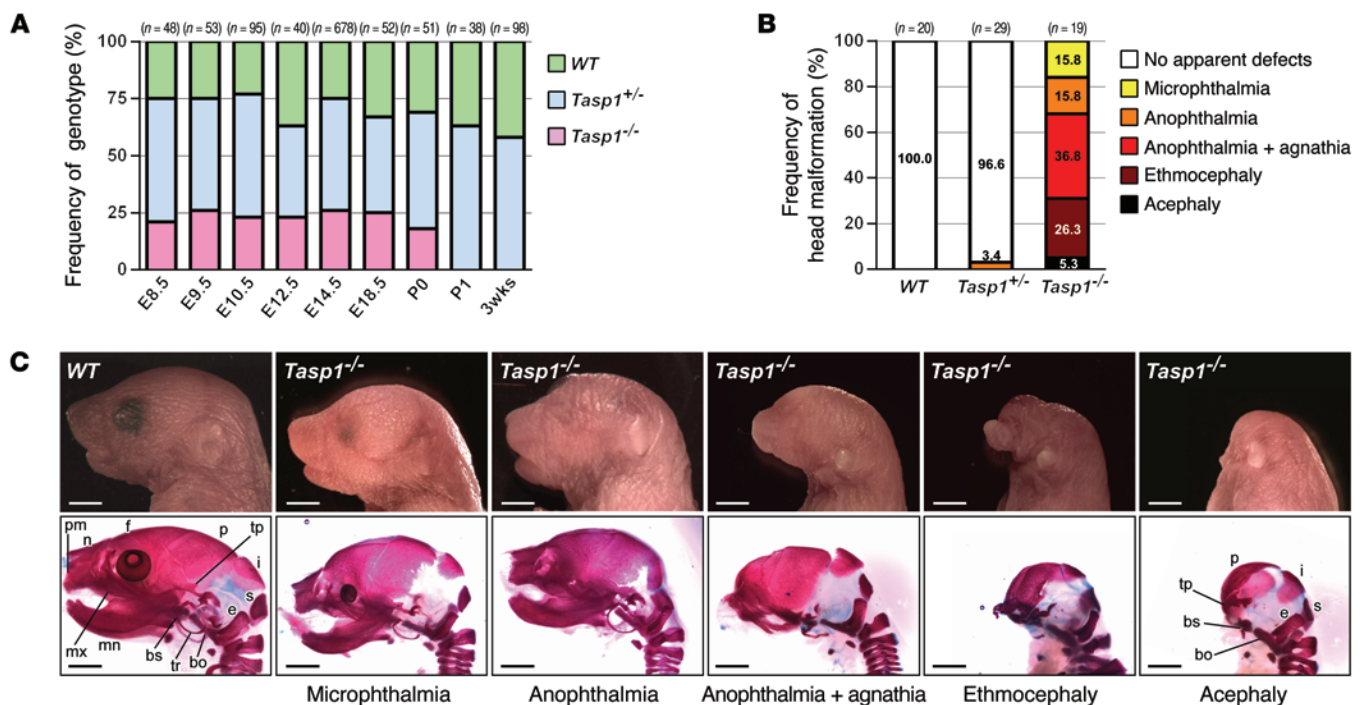 A
(n = 48) (n = 53) (n = 95) (n = 40) (n = 678) (n = 52) (n = 51) (n = 38) (n = 98)
Frequency of genotype (%)
100
75
50
25
0
E8.5 E9.5 E10.5 E12.5 E14.5 E18.5 P0 P1 3wks
WT
Tasp1+/-
Tasp1-/-
B
(n = 20) (n = 29) (n = 19)
Frequency of
head malformation (%)
100
80
60
40
20
0
100.0
96.6
3.4
15.8
15.8
36.8
26.3
5.3
WT Tasp1+/- Tasp1-/-
No apparent defects
Microphthalmia
Anophthalmia
Anophthalmia + agnathia
Ethmocephaly
Acephaly
C
WT Tasp1-/- Tasp1-/- Tasp1-/- Tasp1-/- Tasp1-/-
pm n f p tp i s e mx mn bs tr bo
p i tp e s bs bo
Microphthalmia Anophthalmia Anophthalmia + agnathia Ethmocephaly Acephaly